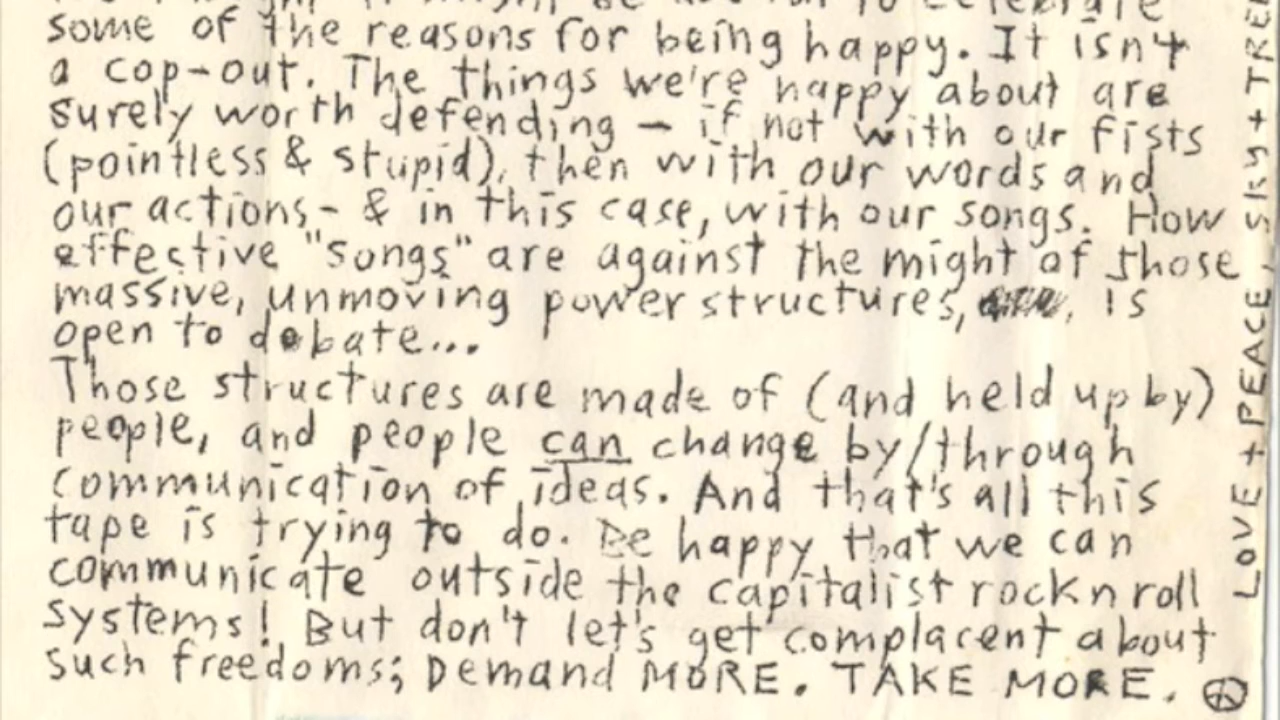 some of the reasons for being happy. It isn't
a cop-out. The things we're happy about are
surely worth defending – if not with our fists
(pointless & stupid), then with our words and
our actions- & in this case, with our songs. How
effective "songs" are against the might of those
massive, unmoving power structures, is
open to debate...
Those structures are made of (and held up by)
people, and people can change by/through
communication of ideas. And that's all this
tape is trying to do. Be happy that we can
communicate outside the capitalist rock n roll
systems! But don't let's get complacent about
such freedoms; Demand MORE. TAKE MORE.
LOVE + PEACE, SKY + TREE